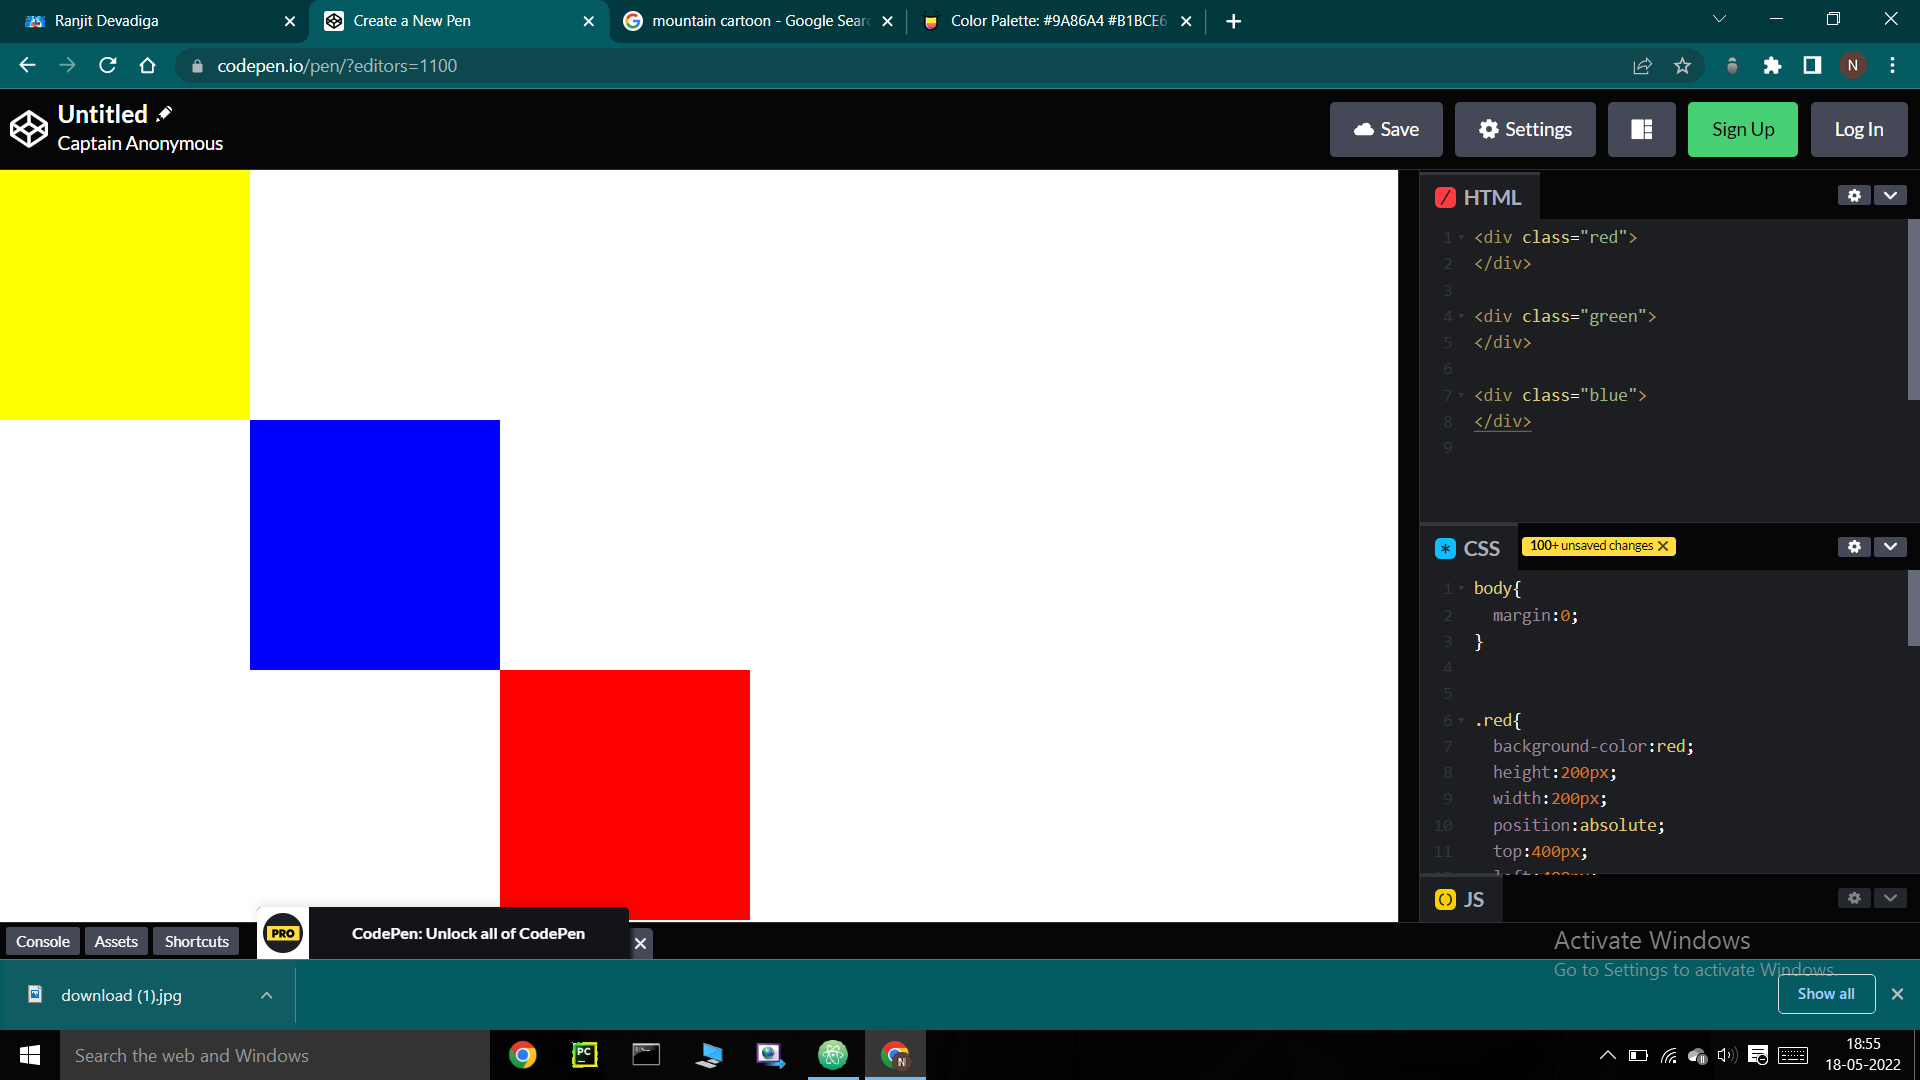 Ranjit Devadiga
Create a New Pen
mountain cartoon - Google Sear
Color Palette: #9A86A4 #B1BCE6
codepen.io/pen/?editors=1100
N
Untitled
Captain Anonymous
Save
Settings
Sign Up
Log In
HTML
1 <div class="red">
2 </div>
3
4 <div class="green">
5 </div>
6
7 <div class="blue">
8 </div>
9
CSS
100+ unsaved changes
1 body{
2 margin:0;
3 }
4
5
6 .red{
7 background-color:red;
8 height:200px;
9 width:200px;
10 position:absolute;
11 top:400px;
JS
Console
Assets
Shortcuts
PRO
CodePen: Unlock all of CodePen
Activate Windows
Go to Settings to activate Windows.
download (1).jpg
Show all
Search the web and Windows
PC
N
18:55
18-05-2022